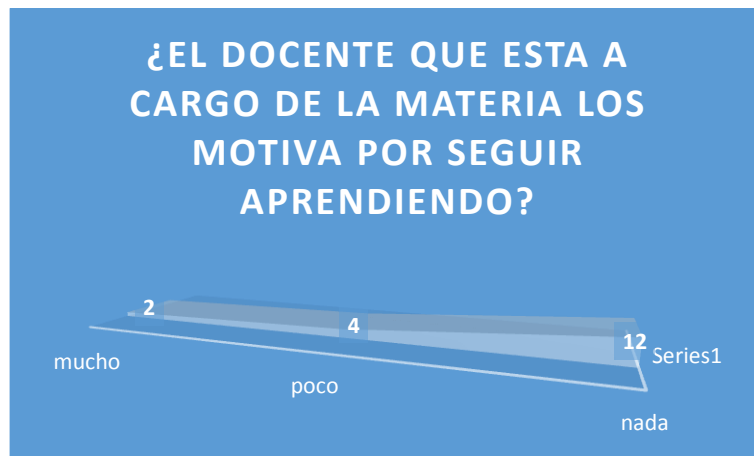 ¿EL DOCENTE QUE ESTA A
CARGO DE LA MATERIA LOS
MOTIVA POR SEGUIR
APRENDIENDO?
2
4
12
Series1
mucho
poco
nada